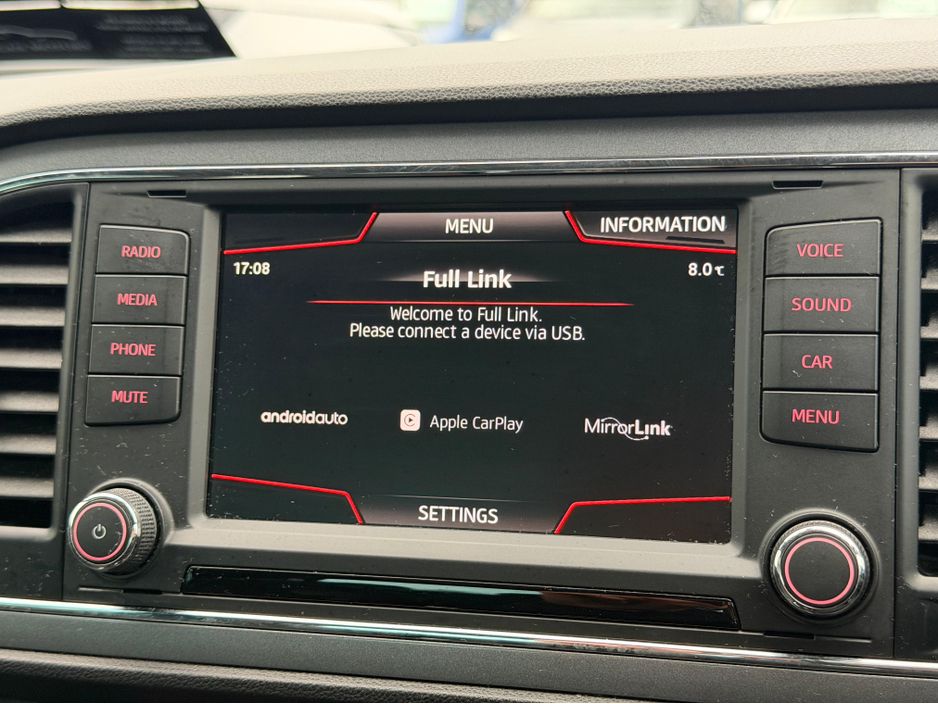 MENU
INFORMATION
RADIO
MEDIA
PHONE
MUTE
17:08
Full Link
8.0℃
Welcome to Full Link.
Please connect a device via USB.
androidauto
Apple CarPlay
MirrorLink
SETTINGS
VOICE
SOUND
CAR
MENU